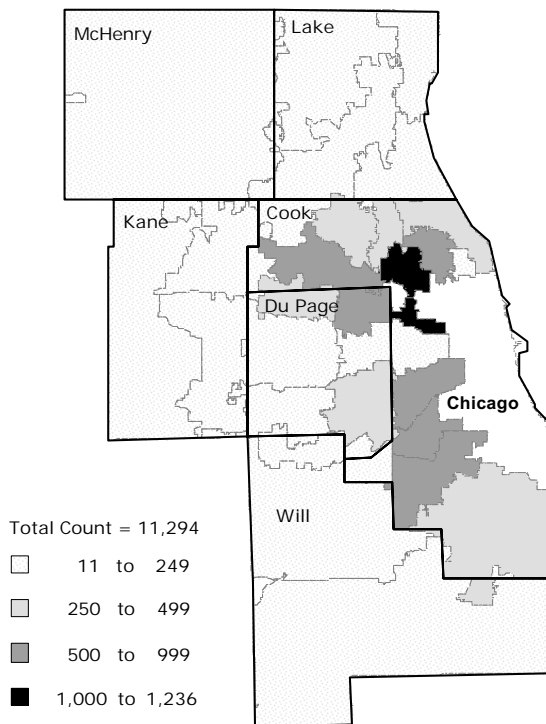 McHenry
Lake
Kane
Cook
Du Page
Chicago
Will
Total Count = 11,294
11 to 249
250 to 499
500 to 999
1,000 to 1,236